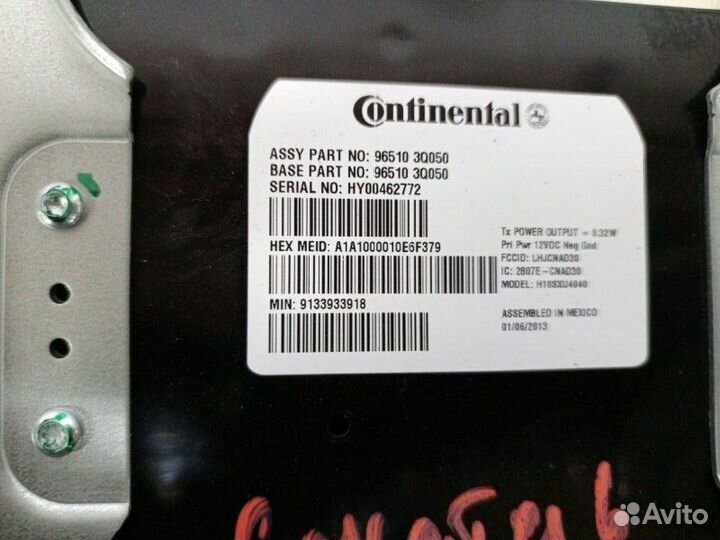 Continental
ASSY PART NO: 96510 3Q050
BASE PART NO: 96510 3Q050
SERIAL NO: HY00462772
HEX MEID: A1A1000010E6F379
MIN: 9133933918
Tx POWER OUTPUT = 0.32W
Pri Pwr 12VDC Neg Gnd
FCCID: LHJCNAD30
IC: 2807E-CNAD30
MODEL: H10SXU4040
ASSEMBLED IN MEXICO
01/06/2013
Avito